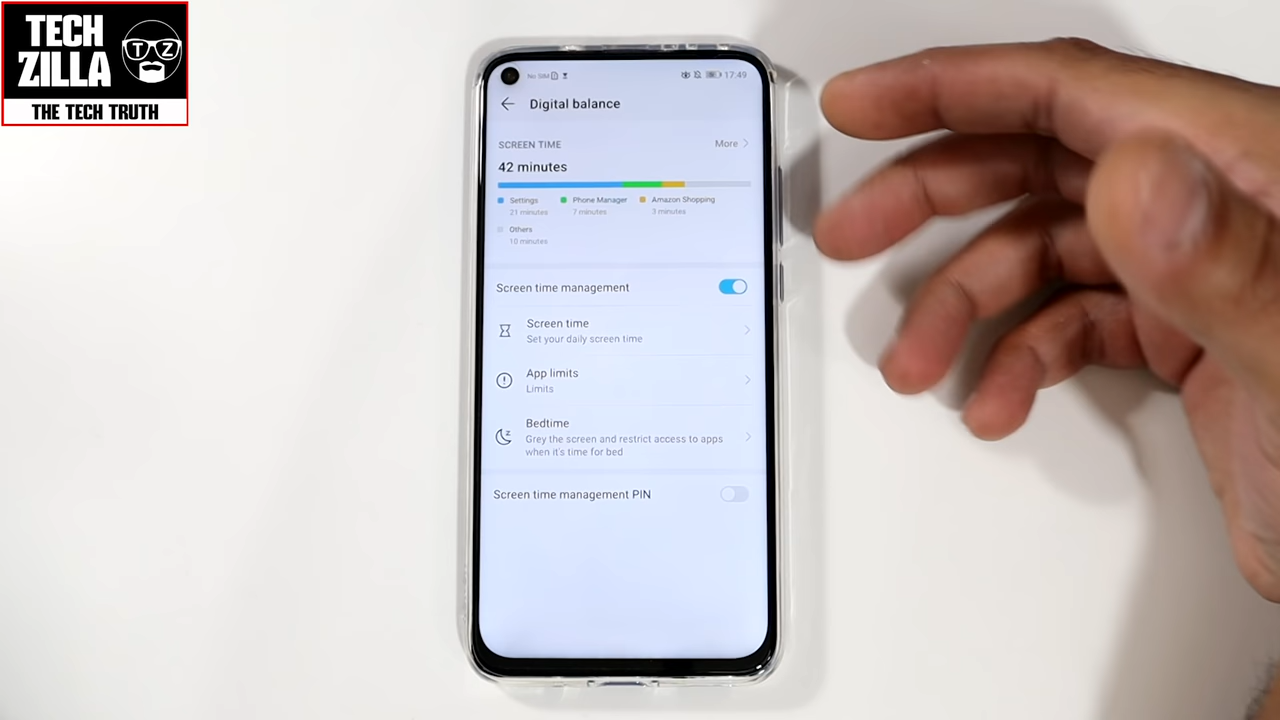 TECH
ZILLA
TZ
THE TECH TRUTH
No SIM
17:49
Digital balance
SCREEN TIME
More
42 minutes
Settings
21 minutes
Phone Manager
7 minutes
Amazon Shopping
3 minutes
Others
10 minutes
Screen time management
Screen time
Set your daily screen time
App limits
Limits
Bedtime
Grey the screen and restrict access to apps
when it's time for bed
Screen time management PIN